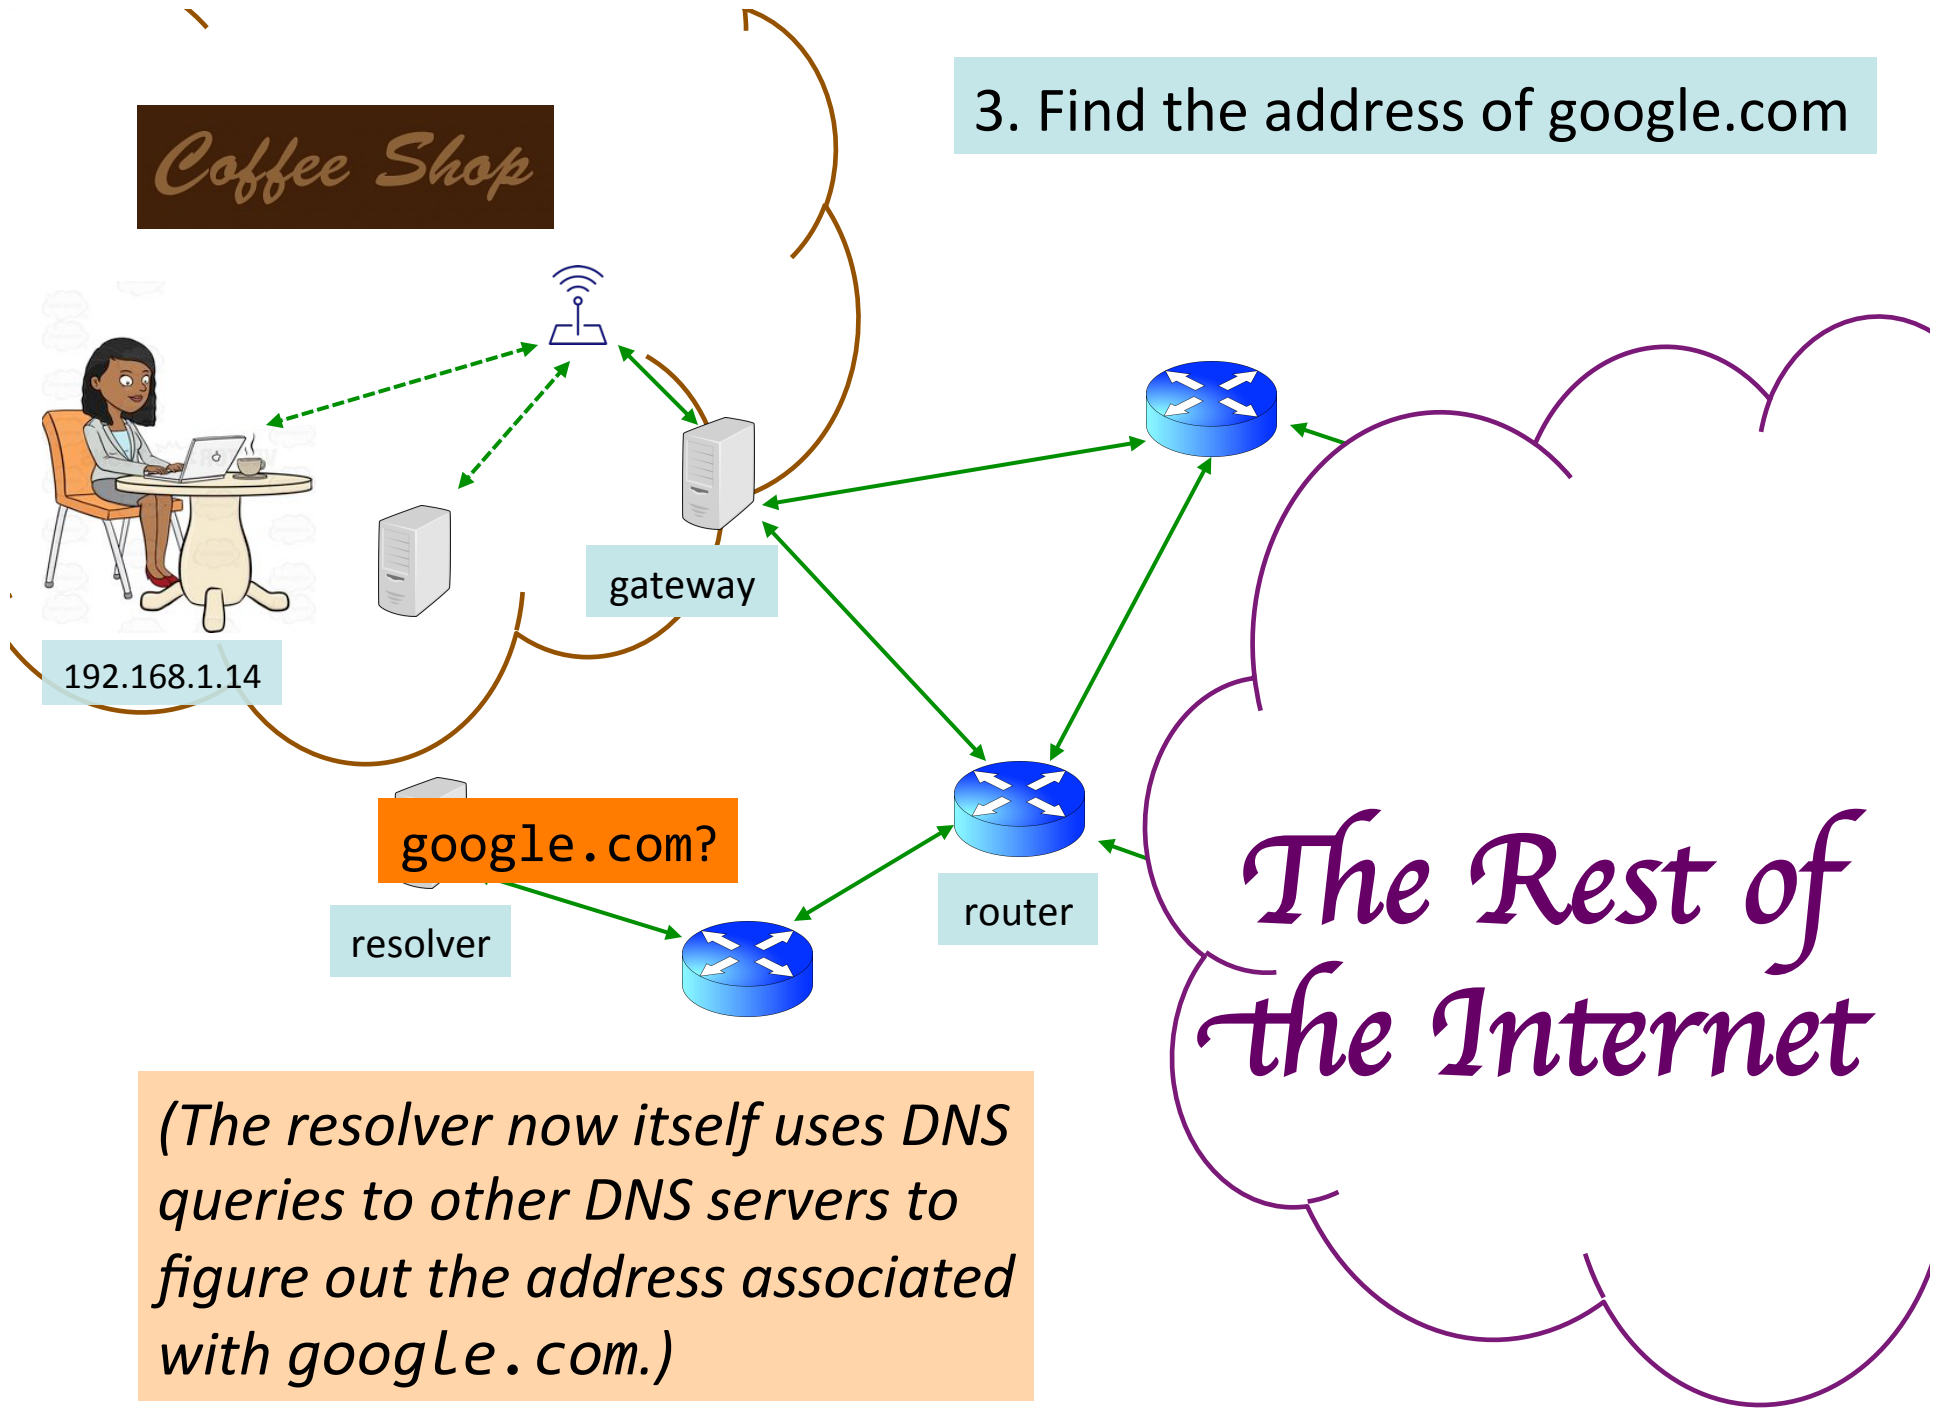 3. Find the address of google.com
Coffee Shop
gateway
192.168.1.14
google.com?
router
resolver
The Rest of
the Internet
(The resolver now itself uses DNS
queries to other DNS servers to
figure out the address associated
with google.com.)